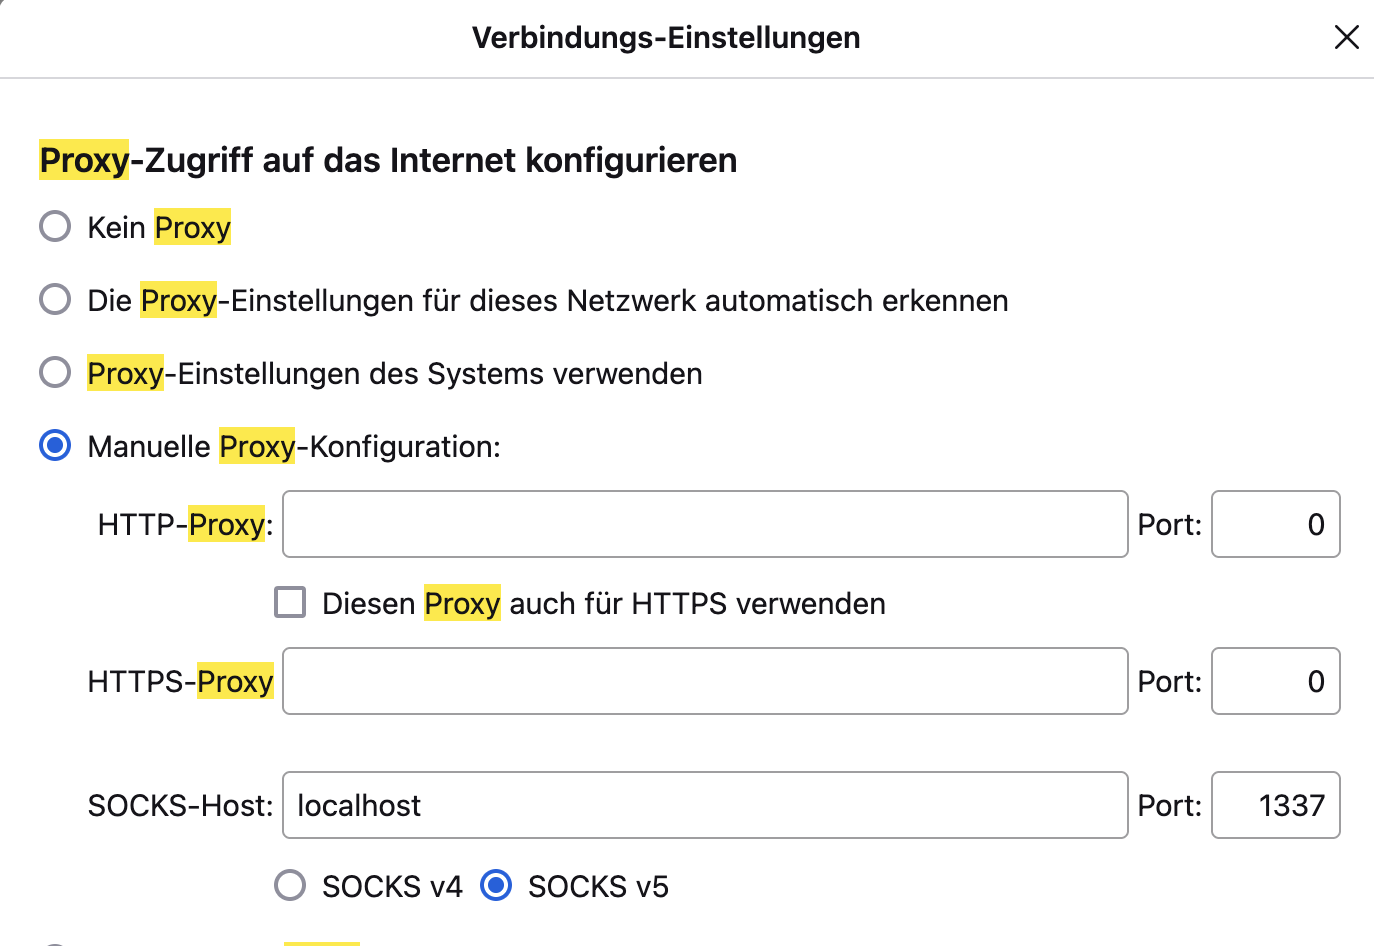 Verbindungs-Einstellungen
Proxy-Zugriff auf das Internet konfigurieren
Kein Proxy
Die Proxy-Einstellungen für dieses Netzwerk automatisch erkennen
Proxy-Einstellungen des Systems verwenden
Manuelle Proxy-Konfiguration:
HTTP-Proxy: Port: 0
Diesen Proxy auch für HTTPS verwenden
HTTPS-Proxy Port: 0
SOCKS-Host: localhost Port: 1337
SOCKS v4 SOCKS v5